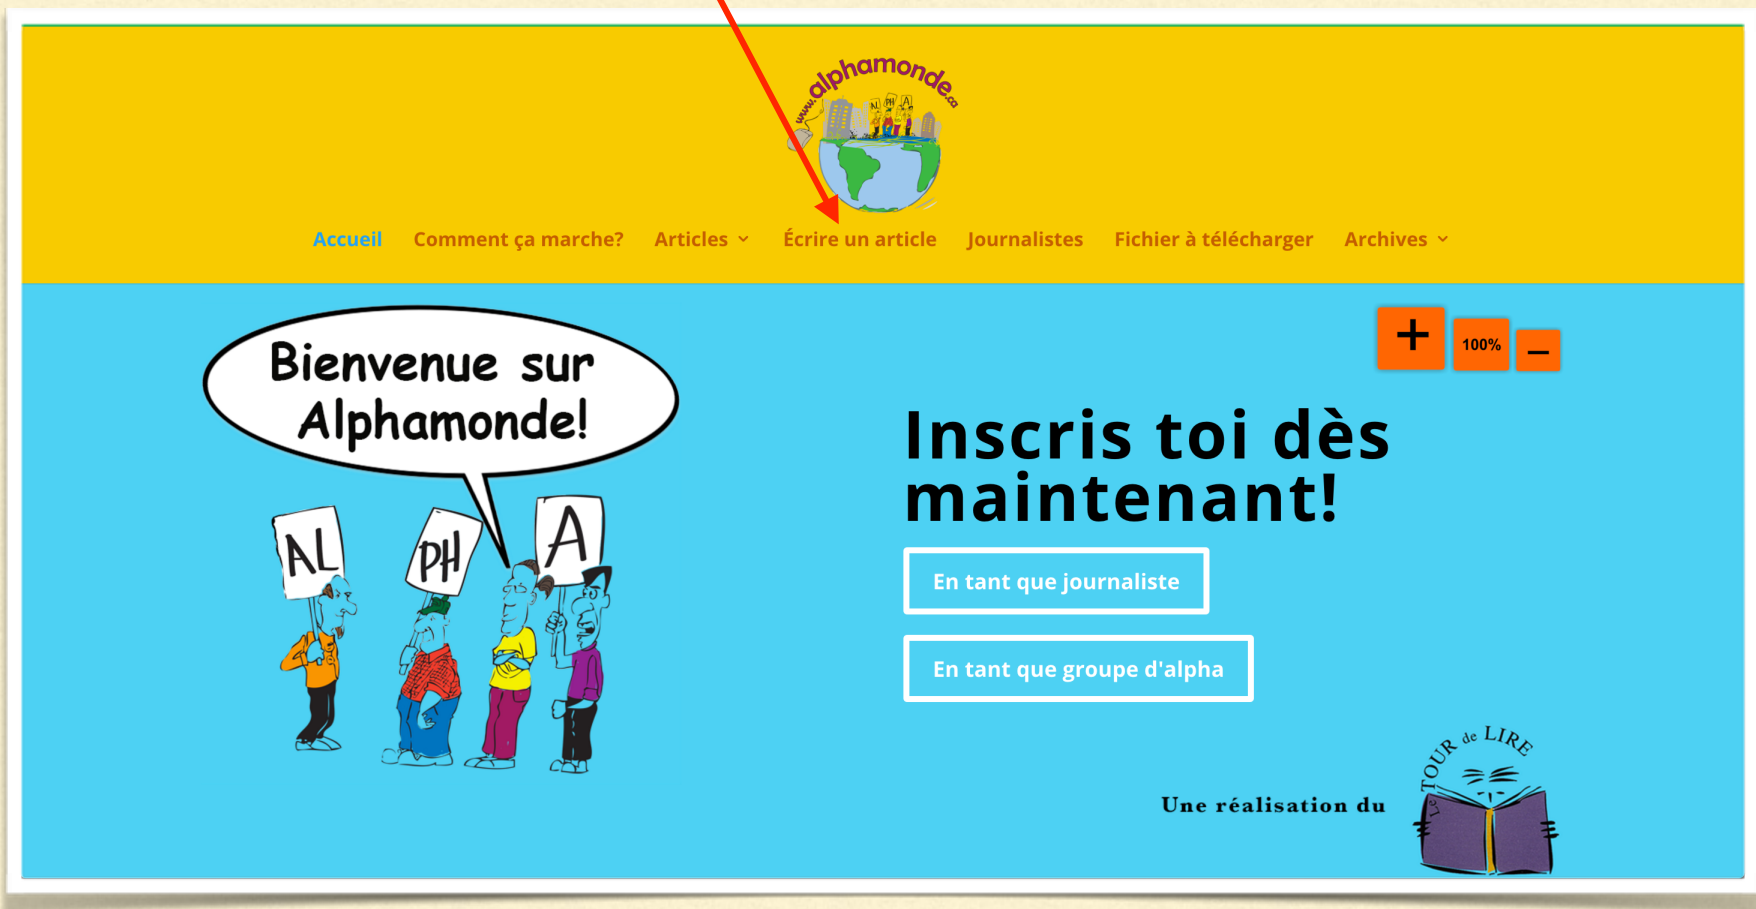 www.alphamonde.ca
AL PH A
Accueil Comment ça marche? Articles Écrire un article Journalistes Fichier à télécharger Archives
Bienvenue sur
Alphamonde!
+ 100% –
Inscris toi dès
maintenant!
AL PH A
En tant que journaliste
En tant que groupe d'alpha
Le TOUR de LIRE
Une réalisation du